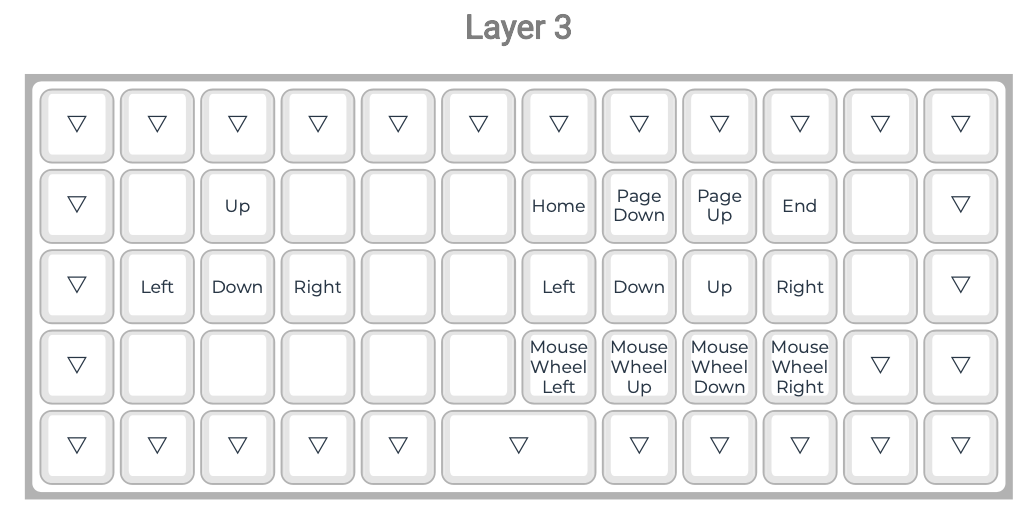 Layer 3
▽ ▽ ▽ ▽ ▽ ▽ ▽ ▽ ▽ ▽ ▽ ▽
▽ Up Home Page Down Page Up End ▽
▽ Left Down Right Left Down Up Right ▽
▽ Mouse Wheel Left Mouse Wheel Up Mouse Wheel Down Mouse Wheel Right ▽ ▽
▽ ▽ ▽ ▽ ▽ ▽ ▽ ▽ ▽ ▽ ▽